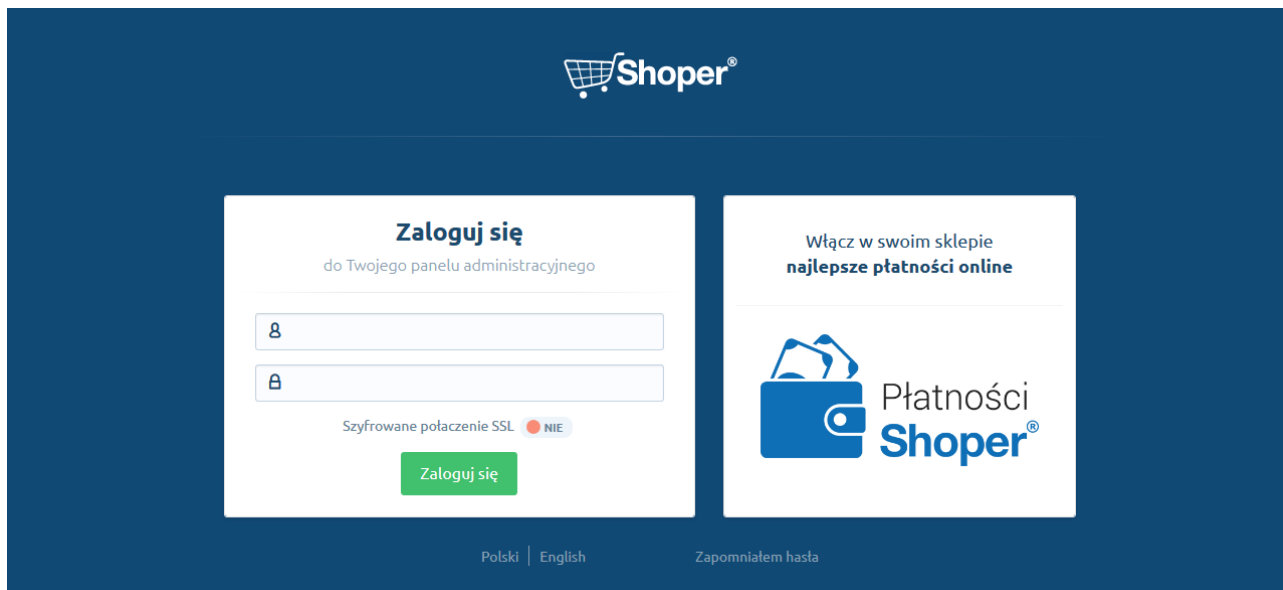 Shoper®
Zaloguj się
do Twojego panelu administracyjnego
Szyfrowane połaczenie SSL NIE
Zaloguj się
Włącz w swoim sklepie
najlepsze płatności online
Płatności
Shoper®
Polski | English
Zapomniałem hasła